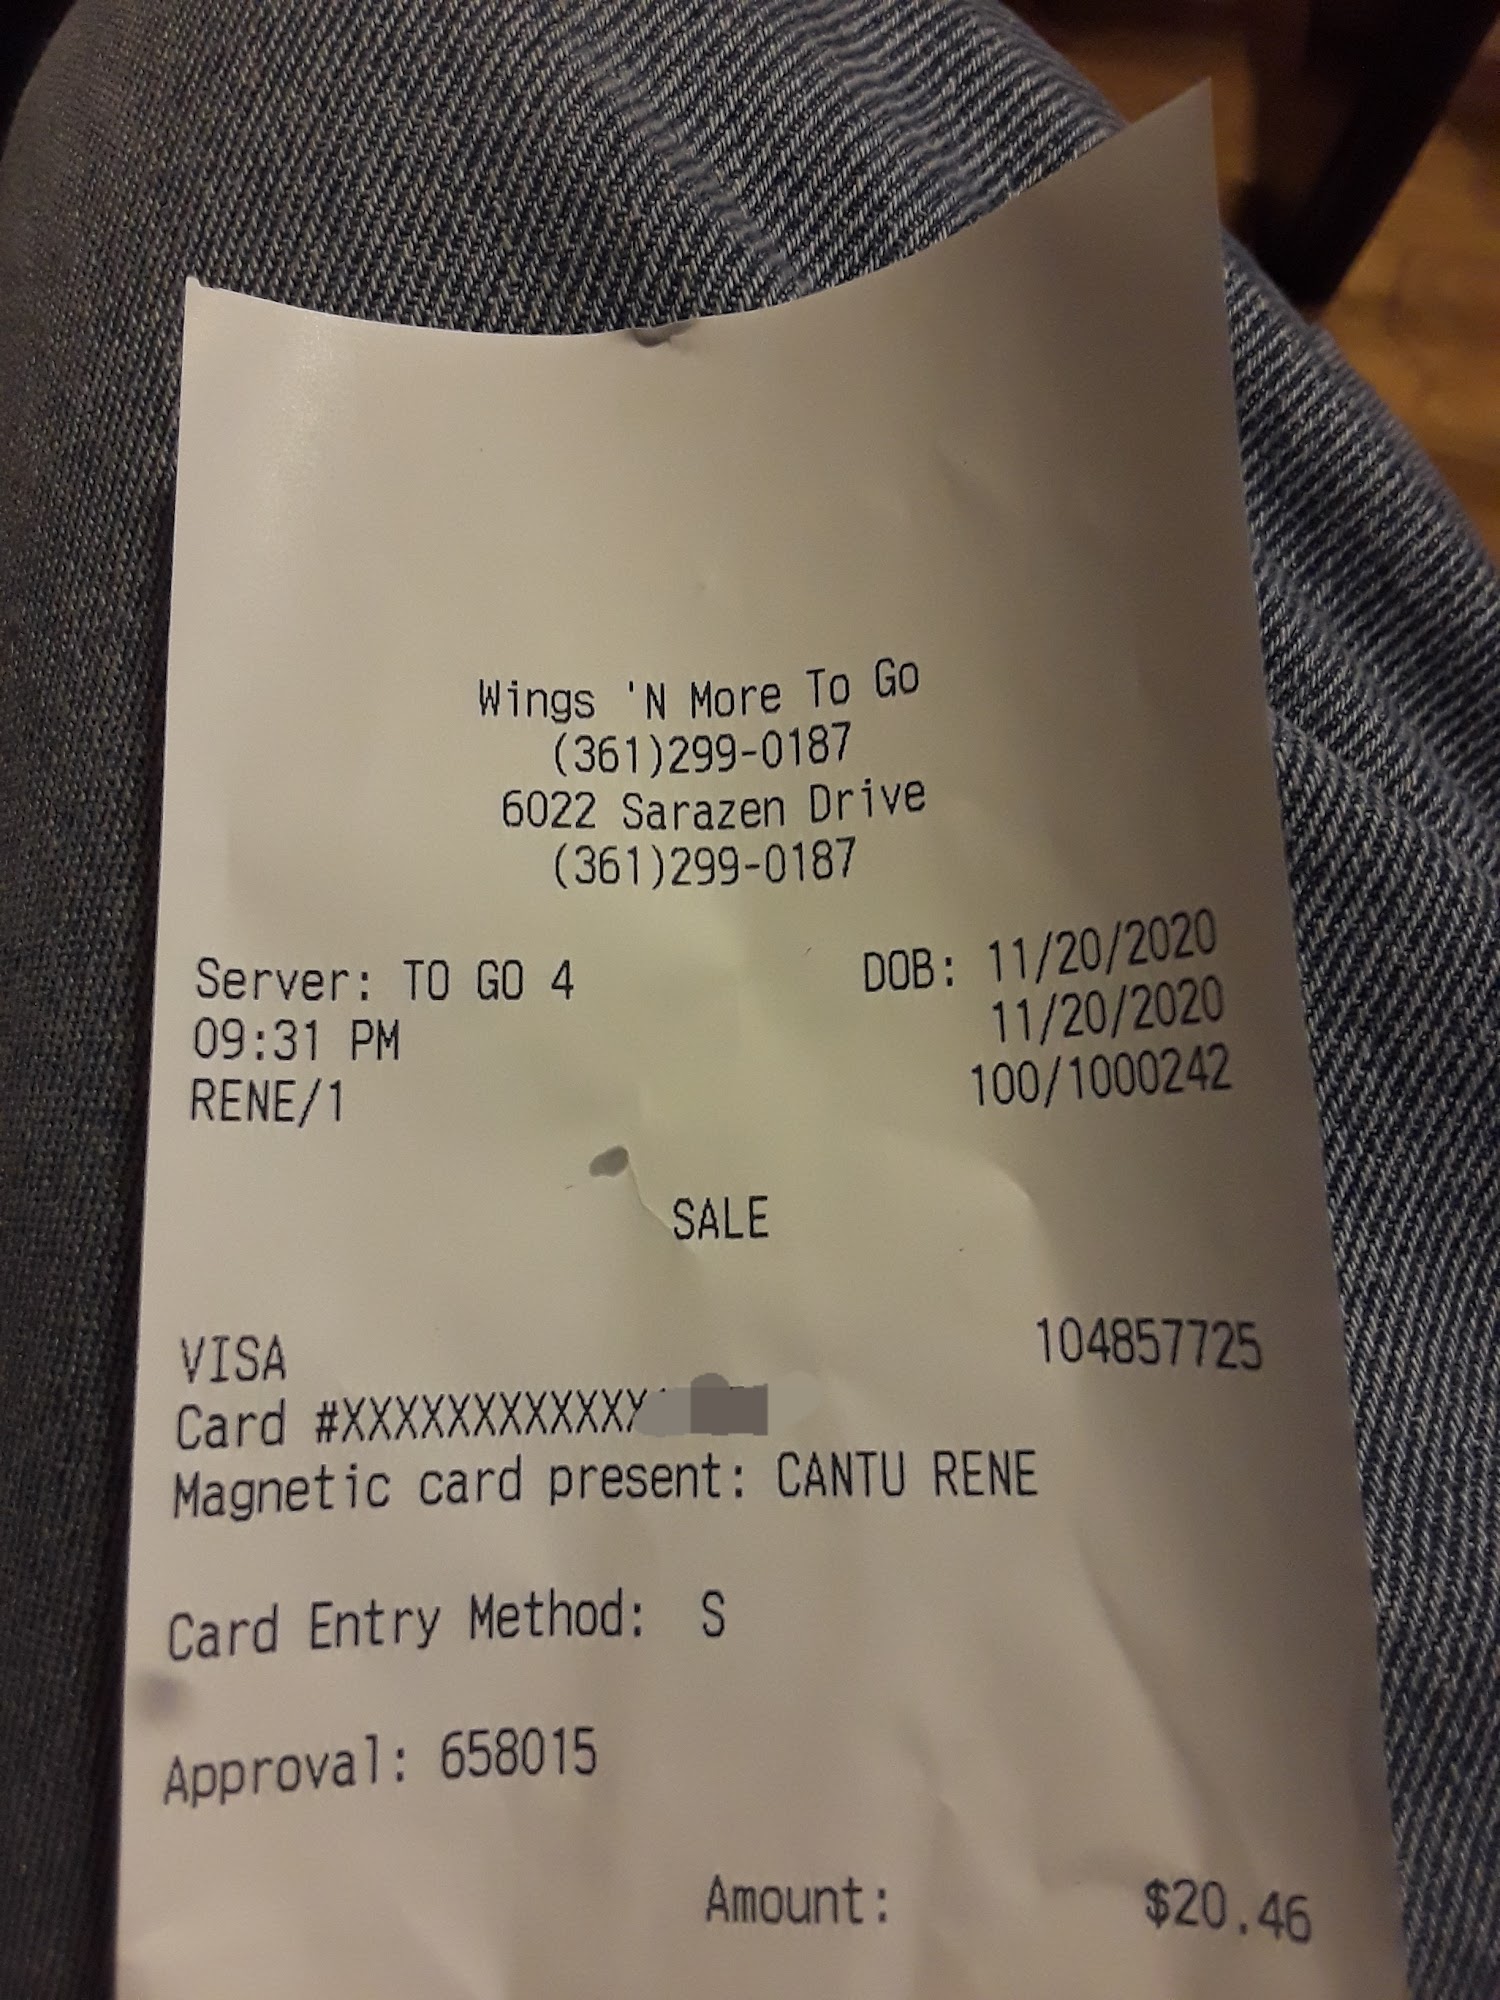 Wings 'N More To Go
(361)299-0187
6022 Sarazen Drive
(361)299-0187
Server: TO GO 4 DOB: 11/20/2020
09:31 PM 11/20/2020
RENE/1 100/1000242
SALE
VISA 104857725
Card #XXXXXXXXXXXX
Magnetic card present: CANTU RENE
Card Entry Method: S
Approval: 658015
Amount: $20.46